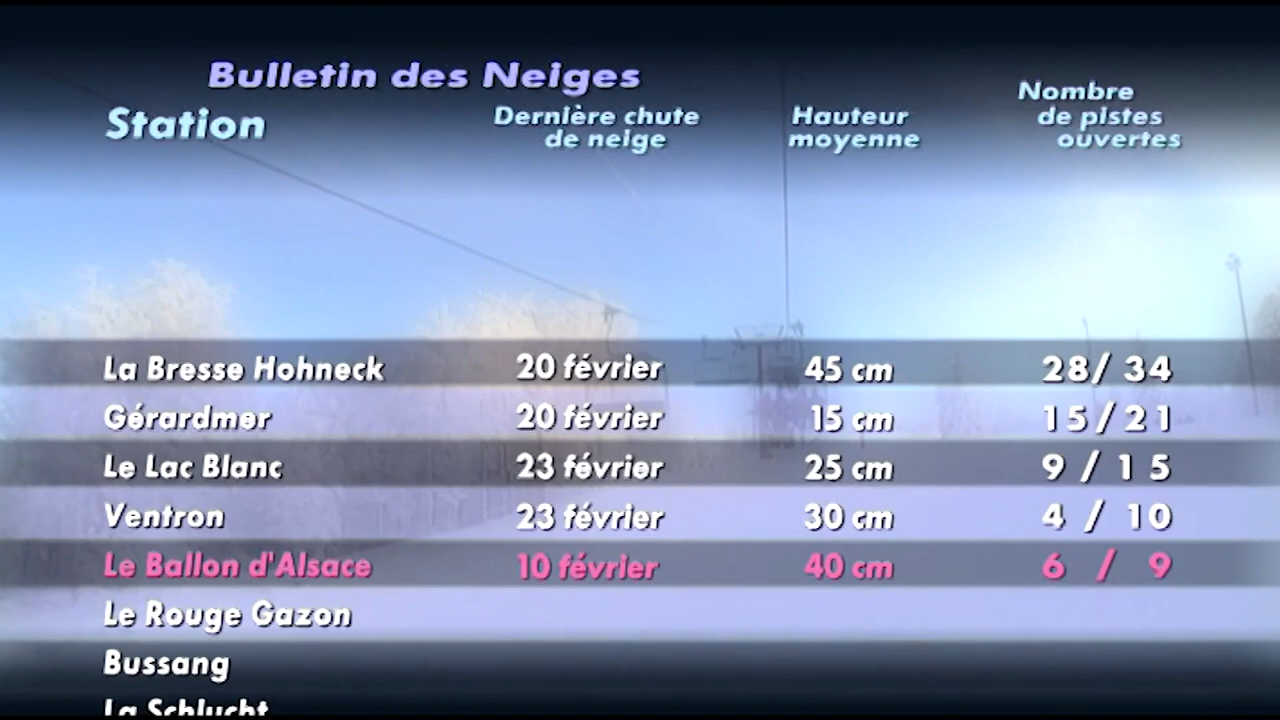 Bulletin des Neiges
Station
Dernière chute
de neige
Hauteur
moyenne
Nombre
de pistes
ouvertes
La Bresse Hohneck 20 février 45 cm 28/ 34
Gérardmer 20 février 15 cm 15/21
Le Lac Blanc 23 février 25 cm 9 / 15
Ventron 23 février 30 cm 4 / 10
Le Ballon d'Alsace 10 février 40 cm 6 / 9
Le Rouge Gazon
Bussang
La Schlucht